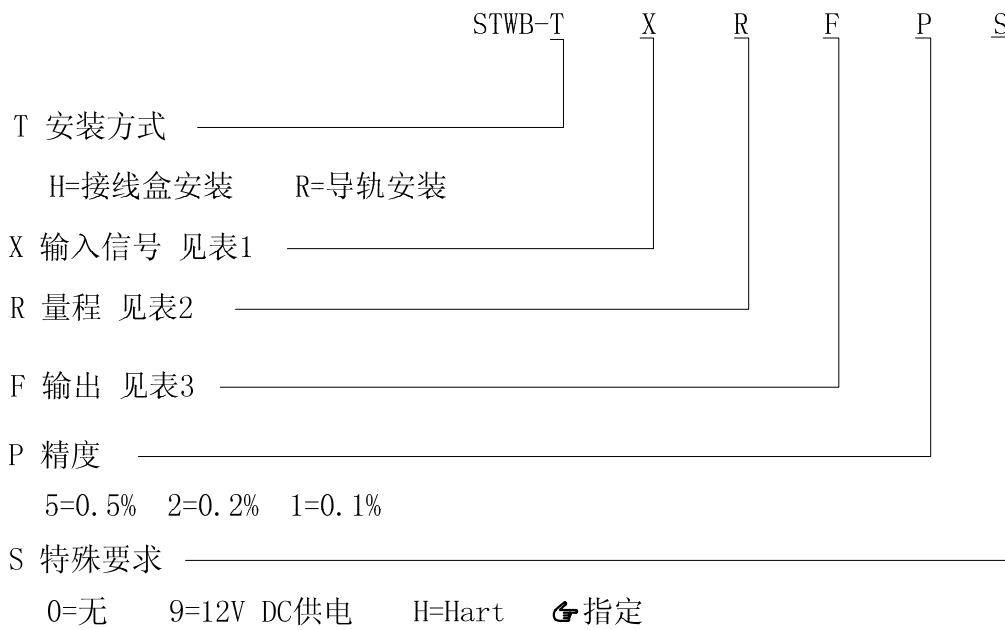 STWB-T X R F P S
T 安装方式
H=接线盒安装 R=导轨安装
X 输入信号 见表1
R 量程 见表2
F 输出 见表3
P 精度
5=0.5% 2=0.2% 1=0.1%
S 特殊要求
0=无 9=12V DC供电 H=Hart ☞指定